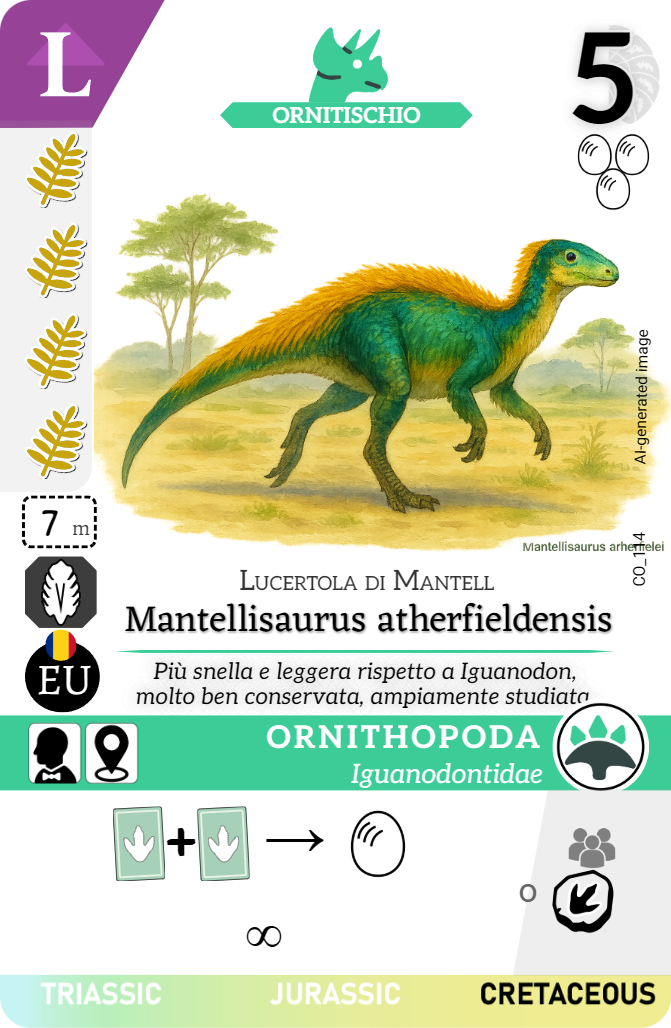 L
ORNITISCHIO
5
AI-generated image
7 m
Mantellisaurus
CO_114
LUCERTOLA DI MANTELL
Mantellisaurus atherfieldensis
EU
Più snella e leggera rispetto a Iguanodon,
molto ben conservata, ampiamente studiata
ORNITHOPODA
Iguanodontidae
+
O
∞
TRIASSIC JURASSIC CRETACEOUS